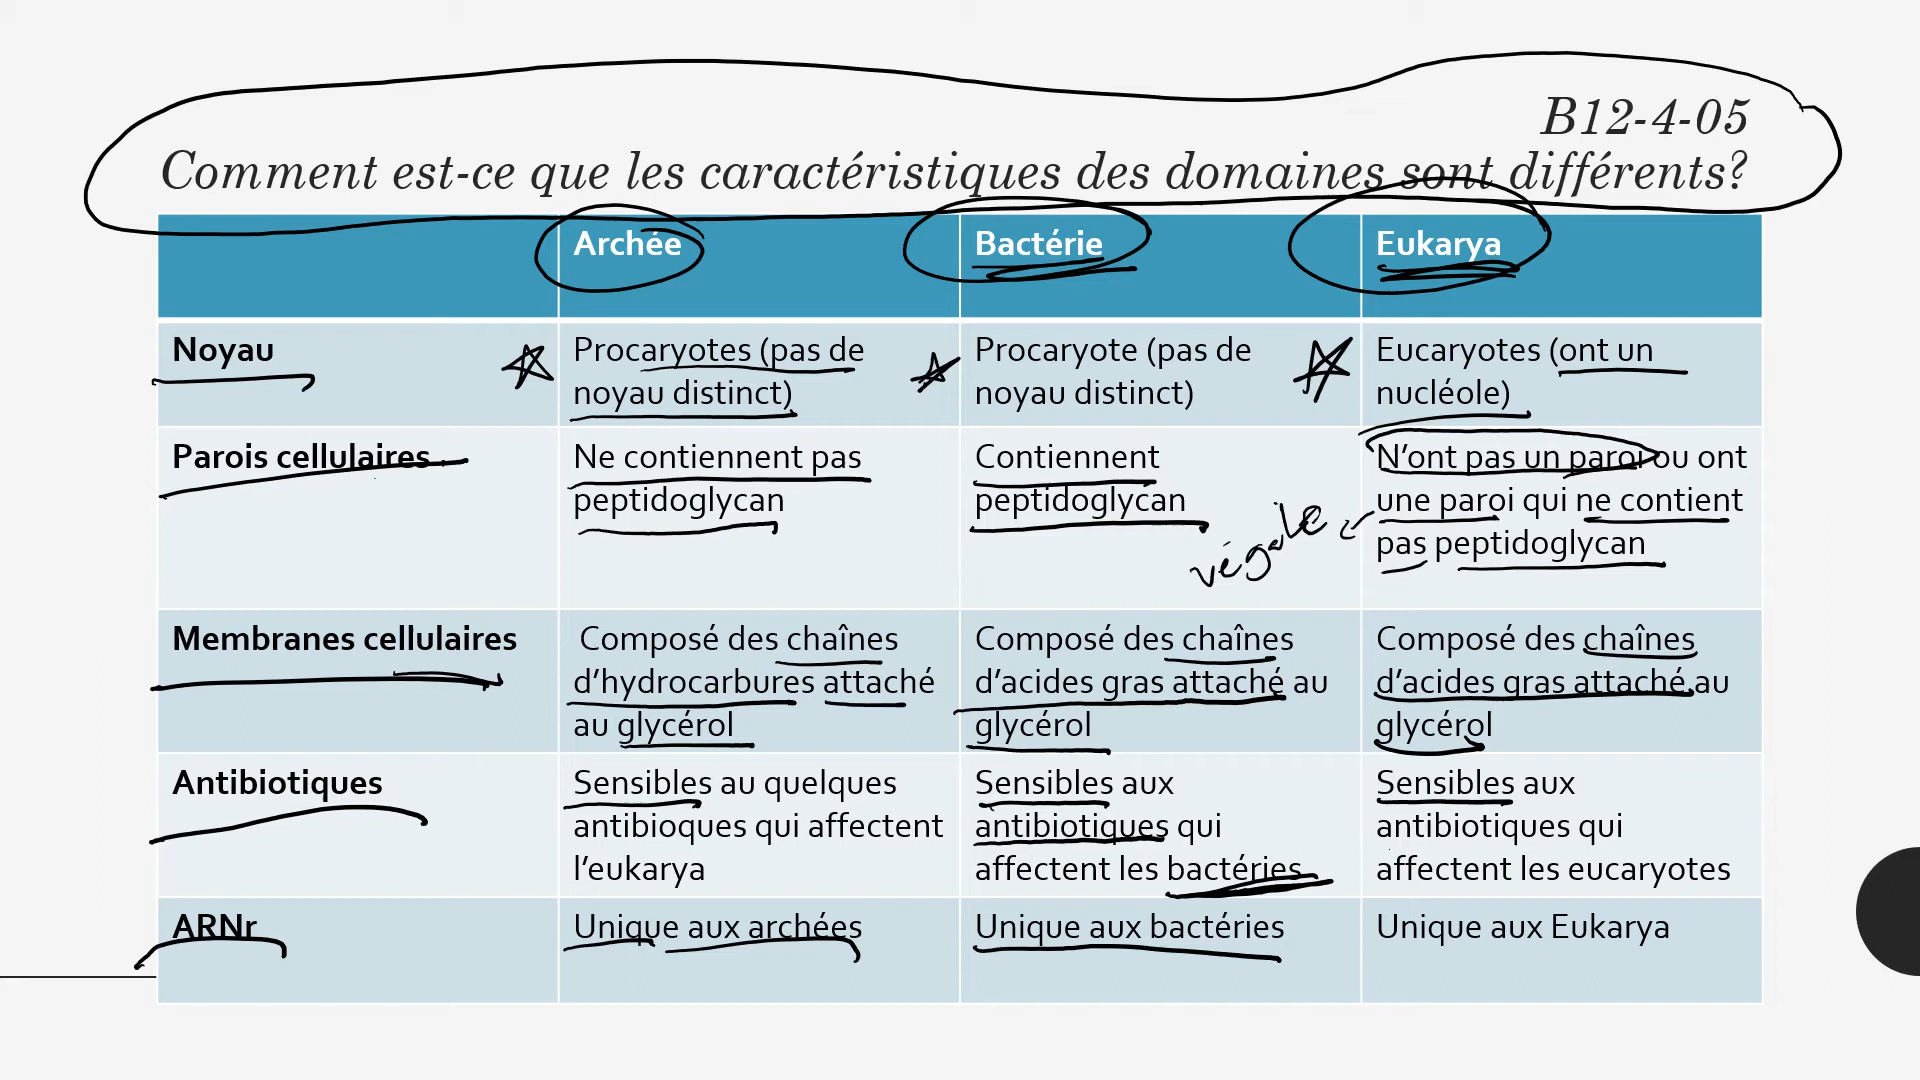 B12-4-05
Comment est-ce que les caractéristiques des domaines sont différents?
Archée
Bactérie
Eukarya
Noyau
Procaryotes (pas de
noyau distinct)
Procaryote (pas de
noyau distinct)
Eucaryotes (ont un
nucléole)
Parois cellulaires
Ne contiennent pas
peptidoglycan
Contiennent
peptidoglycan
N’ont pas un paroi ou ont
une paroi qui ne contient
pas peptidoglycan
Membranes cellulaires
Composé des chaînes
d’hydrocarbures attaché
au glycérol
Composé des chaînes
d’acides gras attaché au
glycérol
Composé des chaînes
d’acides gras attaché au
glycérol
Antibiotiques
Sensibles au quelques
antibioques qui affectent
l’eukarya
Sensibles aux
antibiotiques qui
affectent les bactéries
Sensibles aux
antibiotiques qui
affectent les eucaryotes
ARNr
Unique aux archées
Unique aux bactéries
Unique aux Eukarya